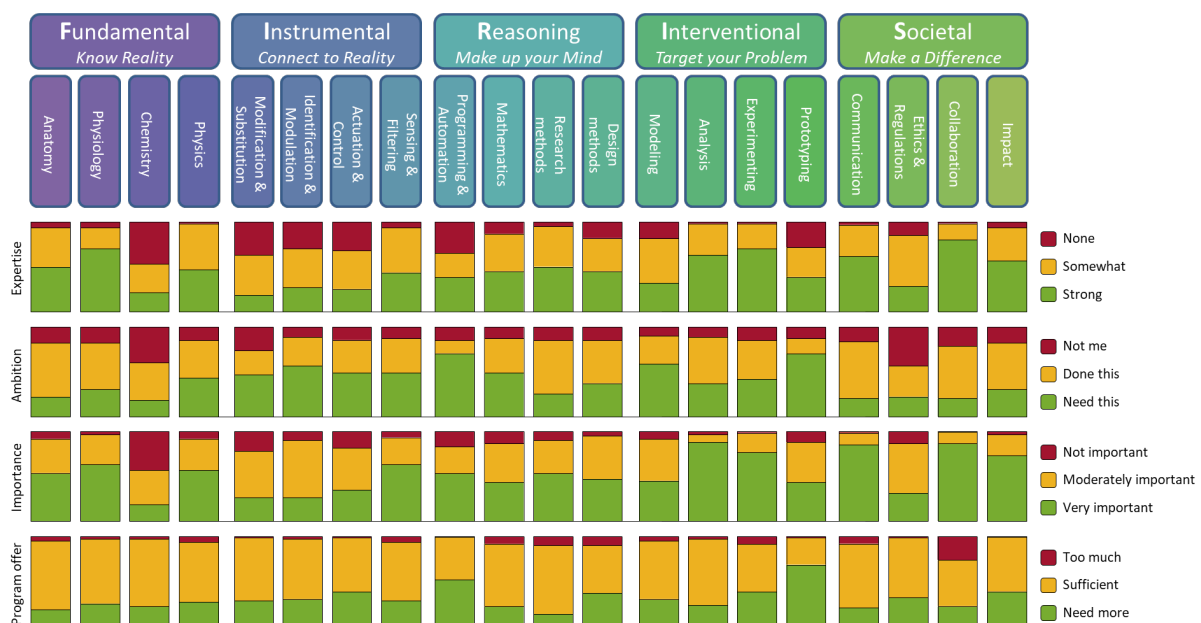 Fundamental
Know Reality
Instrumental
Connect to Reality
Reasoning
Make up your Mind
Interventional
Target your Problem
Societal
Make a Difference
Anatomy
Physiology
Chemistry
Physics
Modification &
Substitution
Identification &
Modulation
Actuation &
Control
Sensing &
Filtering
Programming &
Automation
Mathematics
Research
methods
Design
methods
Modeling
Analysis
Experimenting
Prototyping
Communication
Ethics &
Regulations
Collaboration
Impact
Expertise
None
Somewhat
Strong
Ambition
Not me
Done this
Need this
Importance
Not important
Moderately important
Very important
Program offer
Too much
Sufficient
Need more